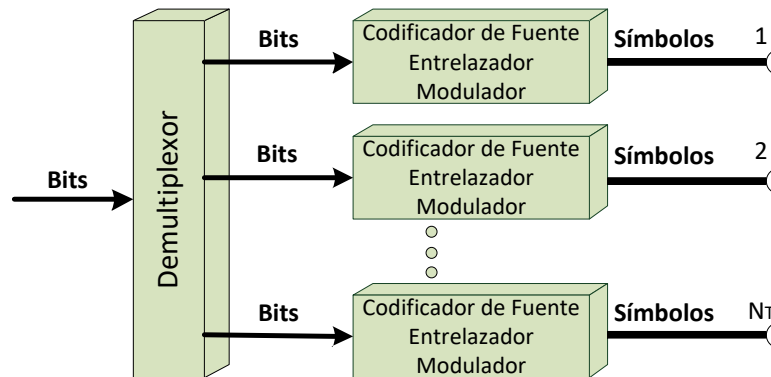 Bits
Demultiplexor
Bits
Codificador de Fuente
Entrelazador
Modulador
Símbolos
1
Bits
Codificador de Fuente
Entrelazador
Modulador
Símbolos
2
Bits
Codificador de Fuente
Entrelazador
Modulador
Símbolos
NT